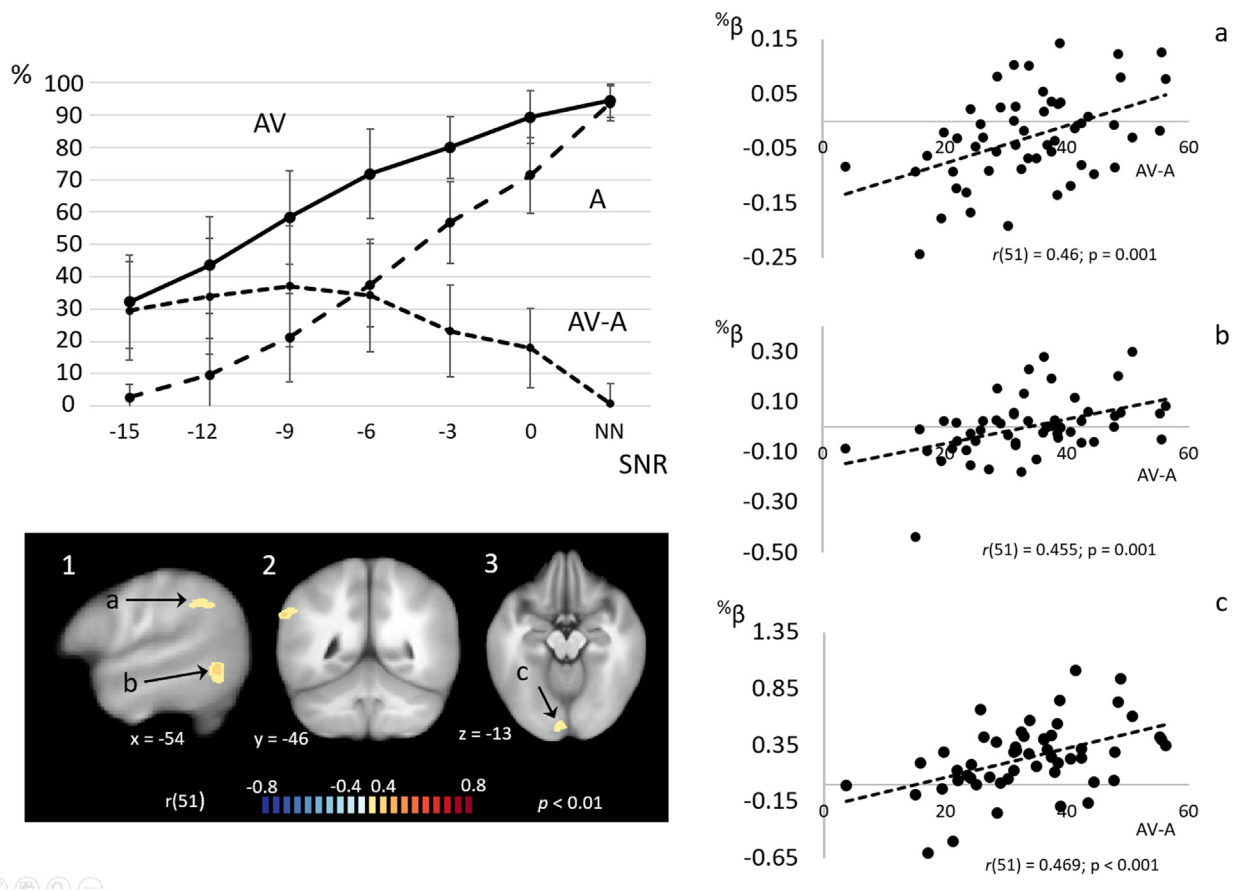 %
100
90
80
70
60
50
40
30
20
10
0
AV
A
AV-A
-15 -12 -9 -6 -3 0 NN
SNR
1 2 3
a
b
c
x = -54 y = -46 z = -13
r(51) -0.8 -0.4 0.4 0.8 p < 0.01
%β a
0.15
0.05
-0.05
-0.15
-0.25
0 20 40 60
AV-A
r(51) = 0.46; p = 0.001
%β b
0.30
0.10
-0.10
-0.30
-0.50
0 20 40 60
AV-A
r(51) = 0.455; p = 0.001
%β c
1.35
0.85
0.35
-0.15
-0.65
0 20 40 60
AV-A
r(51) = 0.469; p < 0.001